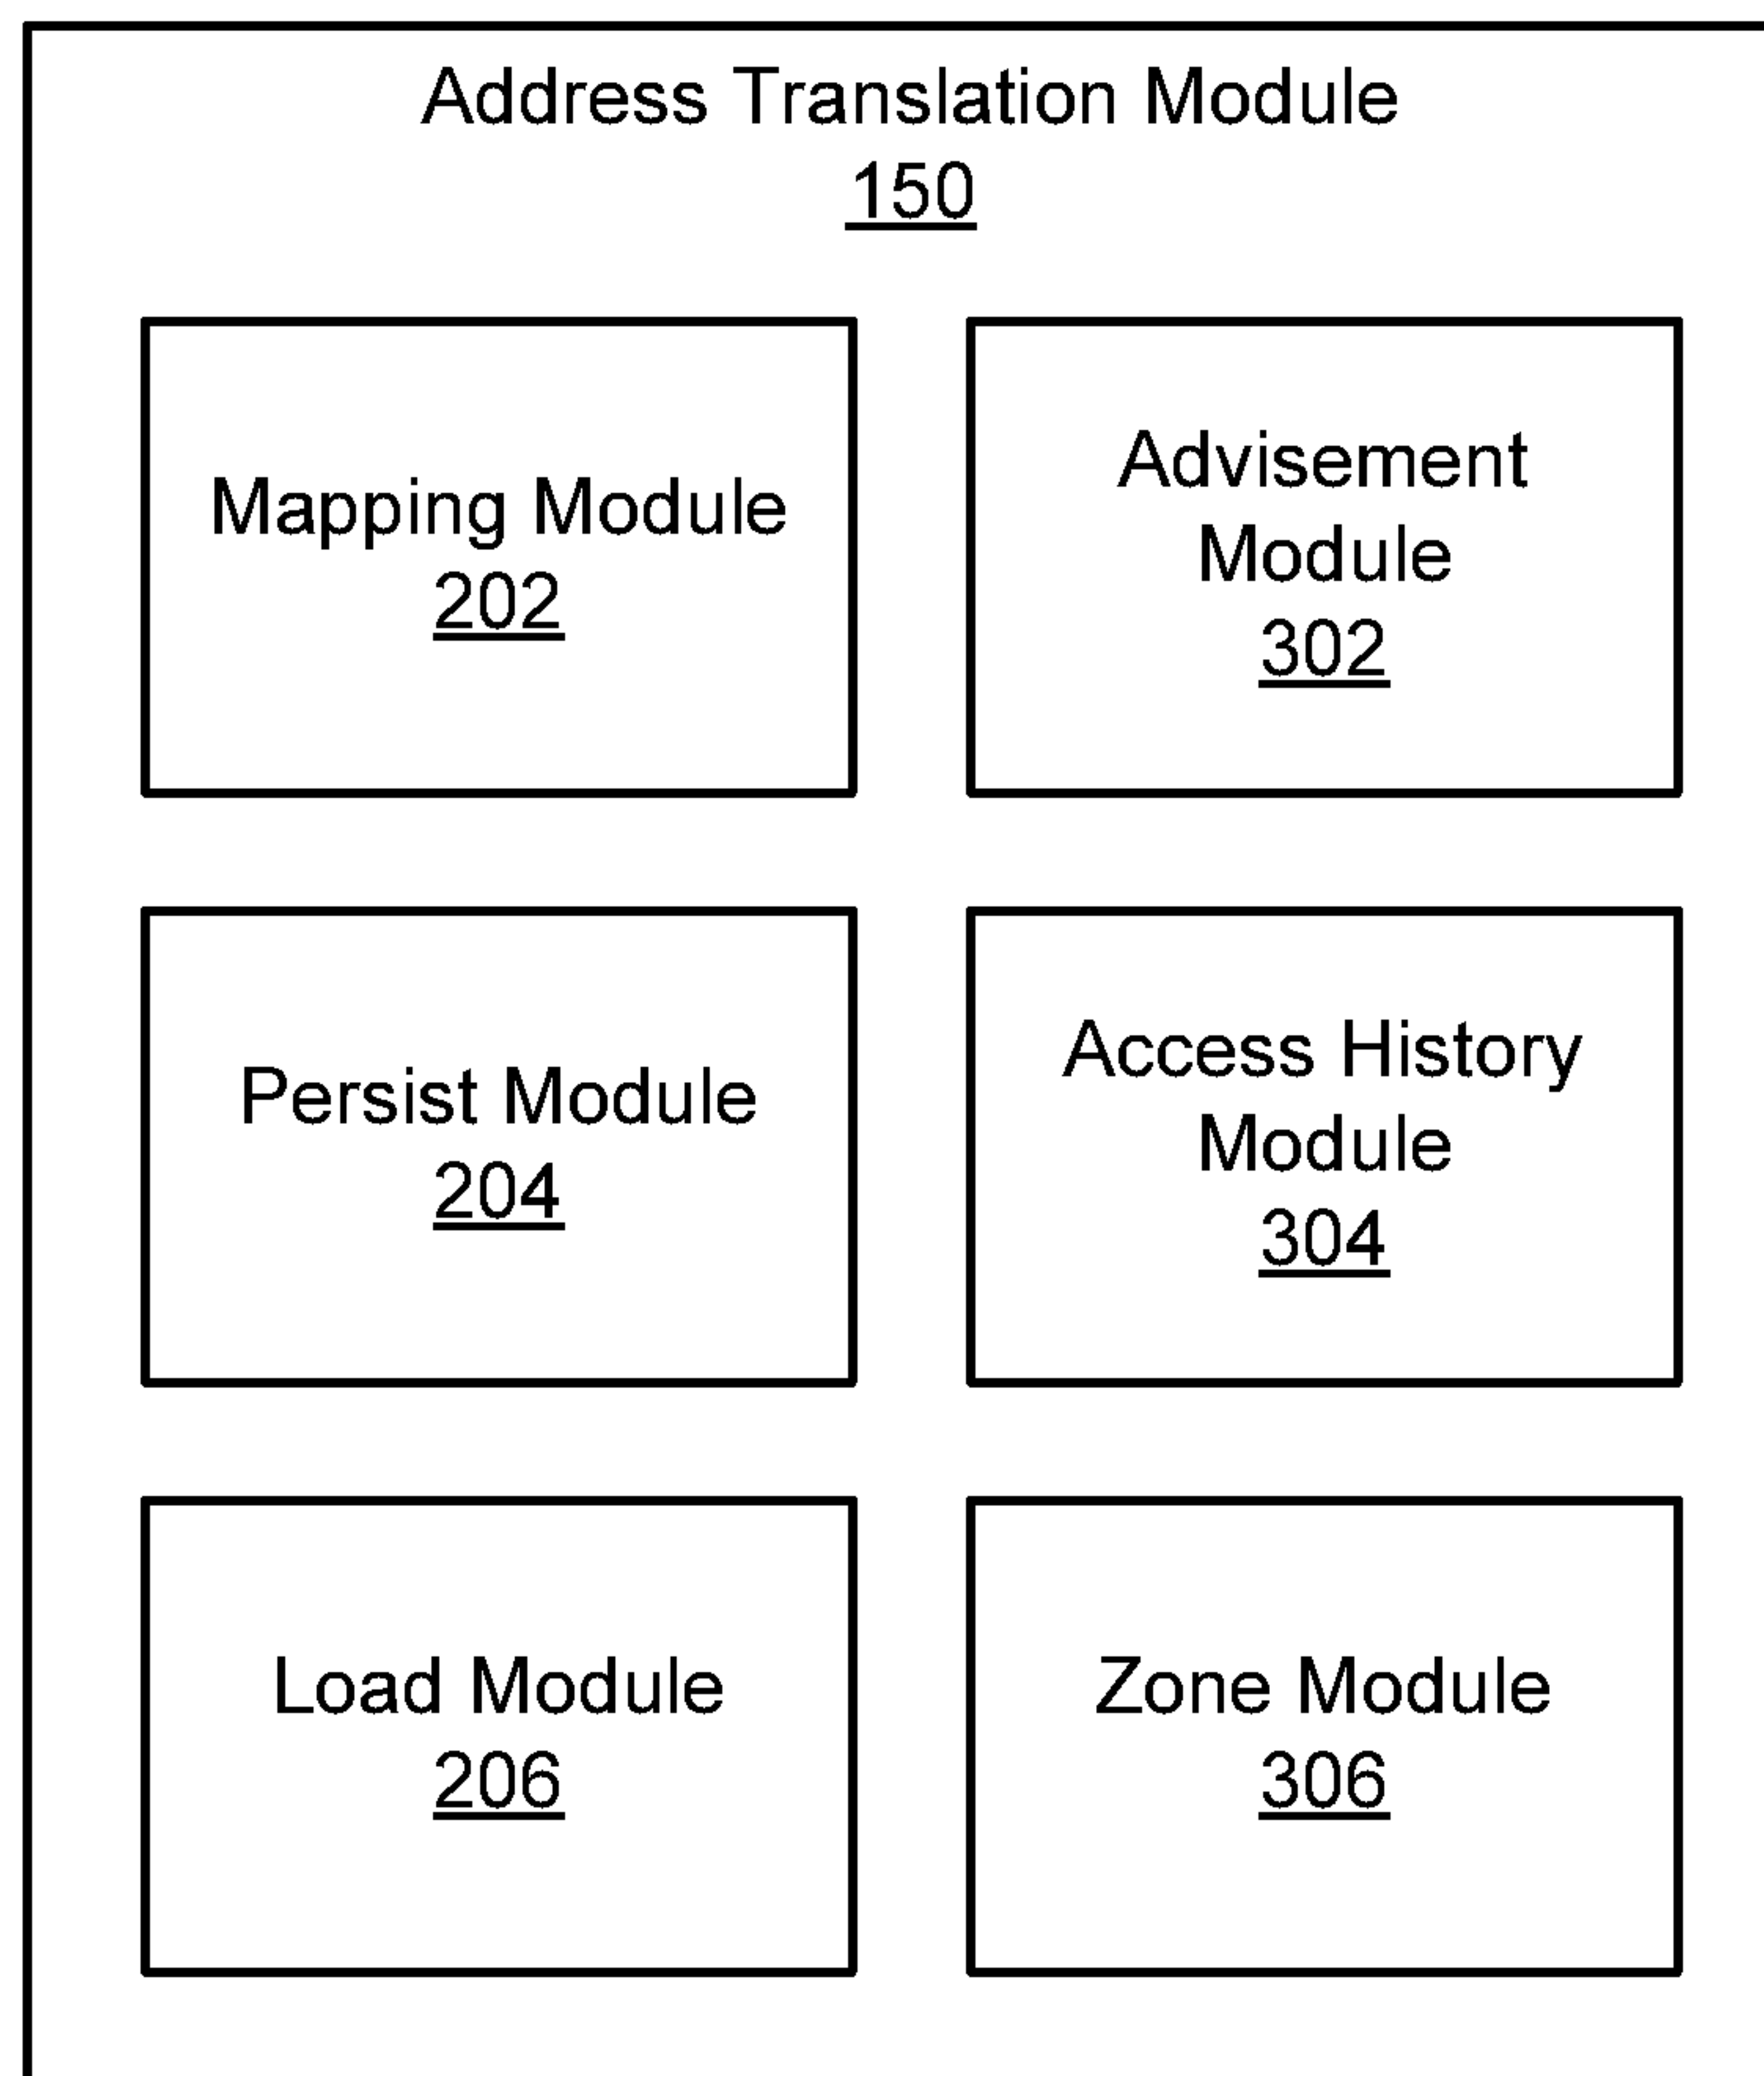 Address Translation Module
150
Mapping Module
202
Advisement
Module
302
Persist Module
204
Access History
Module
304
Load Module
206
Zone Module
306